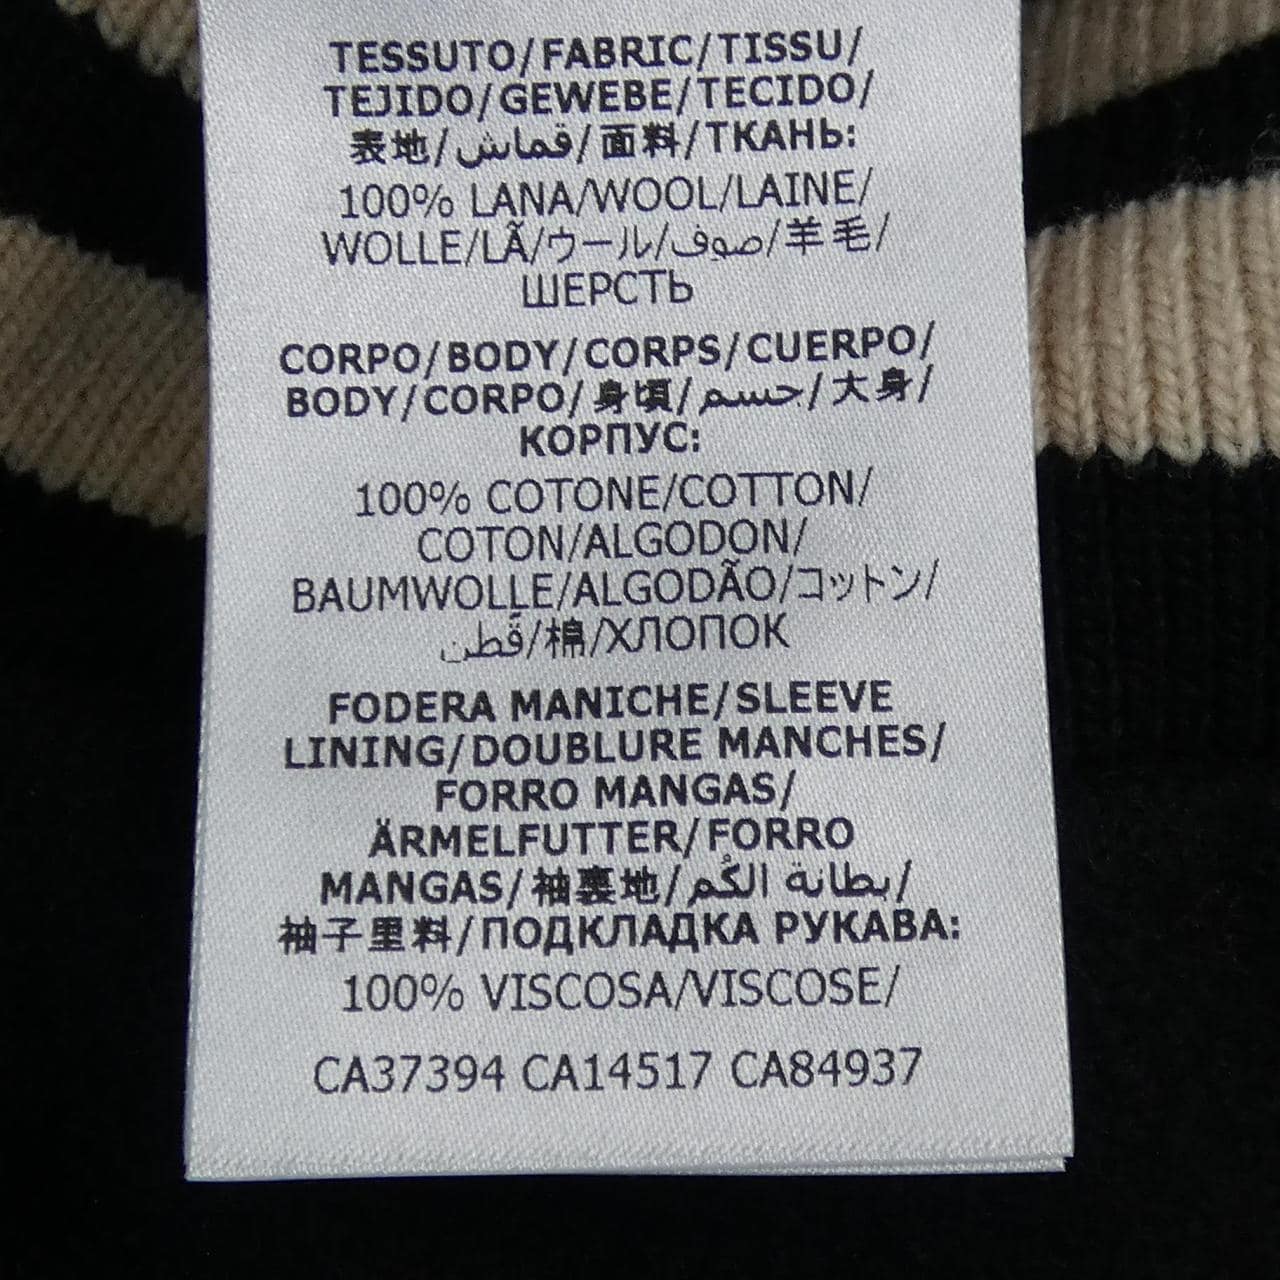 TESSUTO/FABRIC/TISSU/
TEJIDO/GEWEBE/TECIDO/
表地/قماش/面料/ТКАНЬ:
100% LANA/WOOL/LAINE/
WOLLE/LÃ/ウール/صوف/羊毛/
ШЕРСТЬ
CORPO/BODY/CORPS/CUERPO/
BODY/CORPO/身頃/جسم/大身/
КОРПУС:
100% COTONE/COTTON/
COTON/ALGODON/
BAUMWOLLE/ALGODÃO/コットン/
قطن/棉/ХЛОПОК
FODERA MANICHE/SLEEVE
LINING/DOUBLURE MANCHES/
FORRO MANGAS/
ÄRMELFUTTER/FORRO
MANGAS/袖裏地/بطانة الكُم/
袖子里料/ПОДКЛАДКА РУКАВА:
100% VISCOSA/VISCOSE/
CA37394 CA14517 CA84937